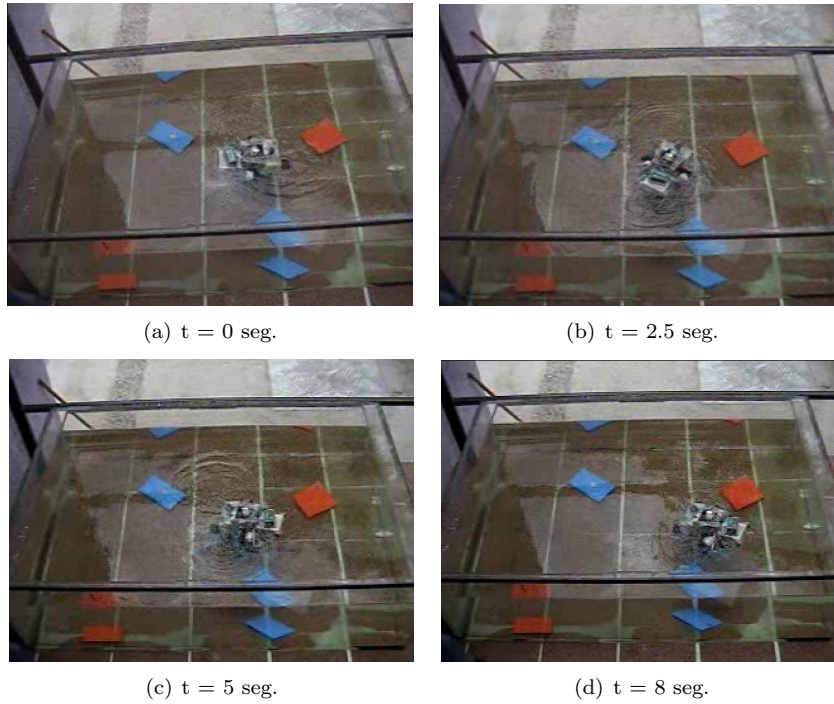 (a) t = 0 seg.
(b) t = 2.5 seg.
(c) t = 5 seg.
(d) t = 8 seg.